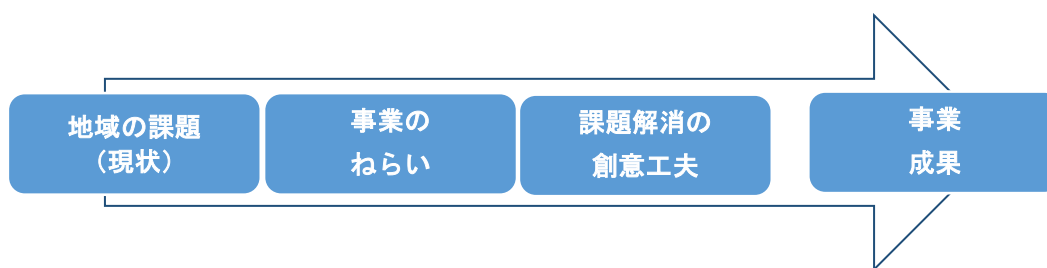 地域の課題
（現状）
事業の
ねらい
課題解消の
創意工夫
事業
成果